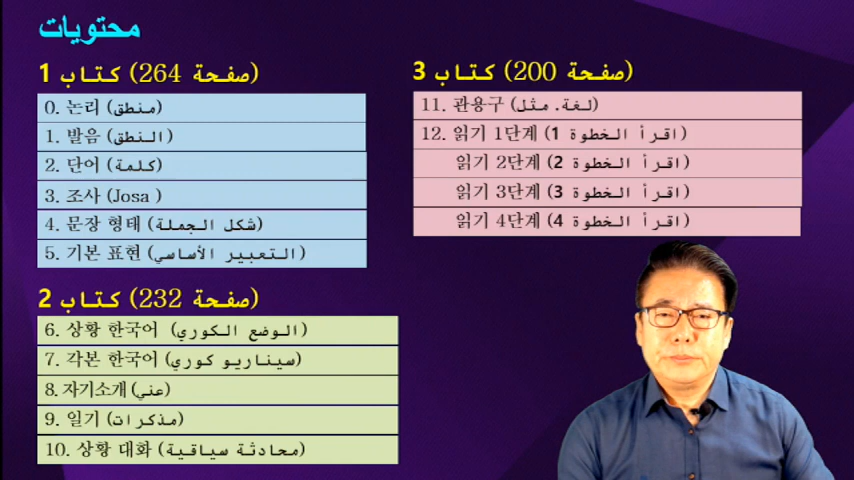 محتويات
كتاب 1 (264 صفحة)
0. 논리 (منطق)
1. 발음 (النطق)
2. 단어 (كلمة)
3. 조사 (Josa )
4. 문장 형태 (شكل الجملة)
5. 기본 표현 (التعبير الأساسي)
كتاب 2 (232 صفحة)
6. 상황 한국어 (الوضع الكوري)
7. 각본 한국어 (سيناريو كوري)
8. 자기소개 (عني)
9. 일기 (مذكرات)
10. 상황 대화 (محادثة سياقية)
كتاب 3 (200 صفحة)
11. 관용구 (لغة. مثل)
12. 읽기 1단계 (اقرأ الخطوة 1)
읽기 2단계 (اقرأ الخطوة 2)
읽기 3단계 (اقرأ الخطوة 3)
읽기 4단계 (اقرأ الخطوة 4)